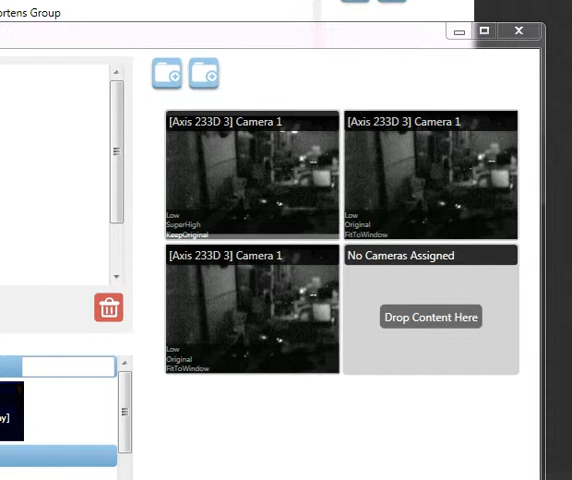 ortens Group
[Axis 233D 3] Camera 1
Low
SuperHigh
KeepOriginal
[Axis 233D 3] Camera 1
Low
Original
FitToWindow
[Axis 233D 3] Camera 1
Low
Original
FitToWindow
No Cameras Assigned
Drop Content Here
ay]